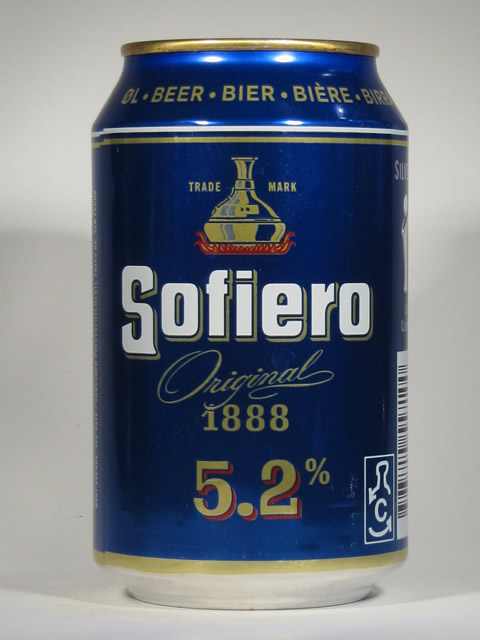 ØL • BEER • BIER • BIÈRE • BIRR
TRADE MARK
Sofiero
Original
1888
5.2%
C